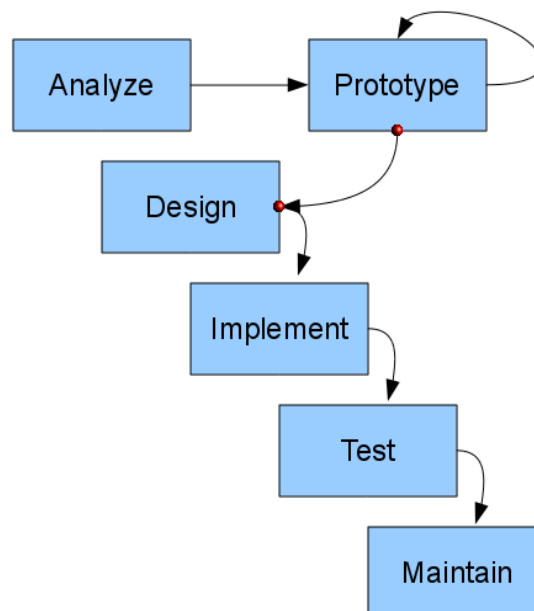 Analyze
Prototype
Design
Implement
Test
Maintain